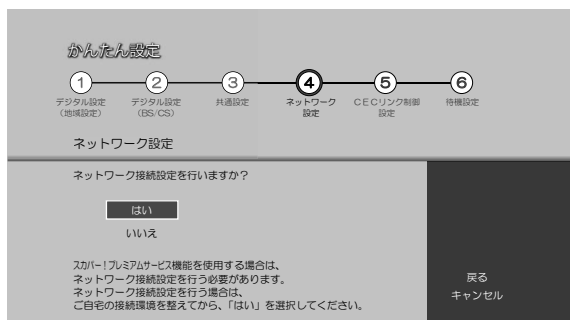 かんたん設定
1 2 3 4 5 6
デジタル設定 デジタル設定 共通設定 ネットワーク CECリンク制御 待機設定
(地域設定) (BS/CS) 設定 設定
ネットワーク設定
ネットワーク接続設定を行いますか?
はい
いいえ
スカパー!プレミアムサービス機能を使用する場合は、
ネットワーク接続設定を行う必要があります。
ネットワーク接続設定を行う場合は、
ご自宅の接続環境を整えてから、「はい」を選択してください。
戻る
キャンセル